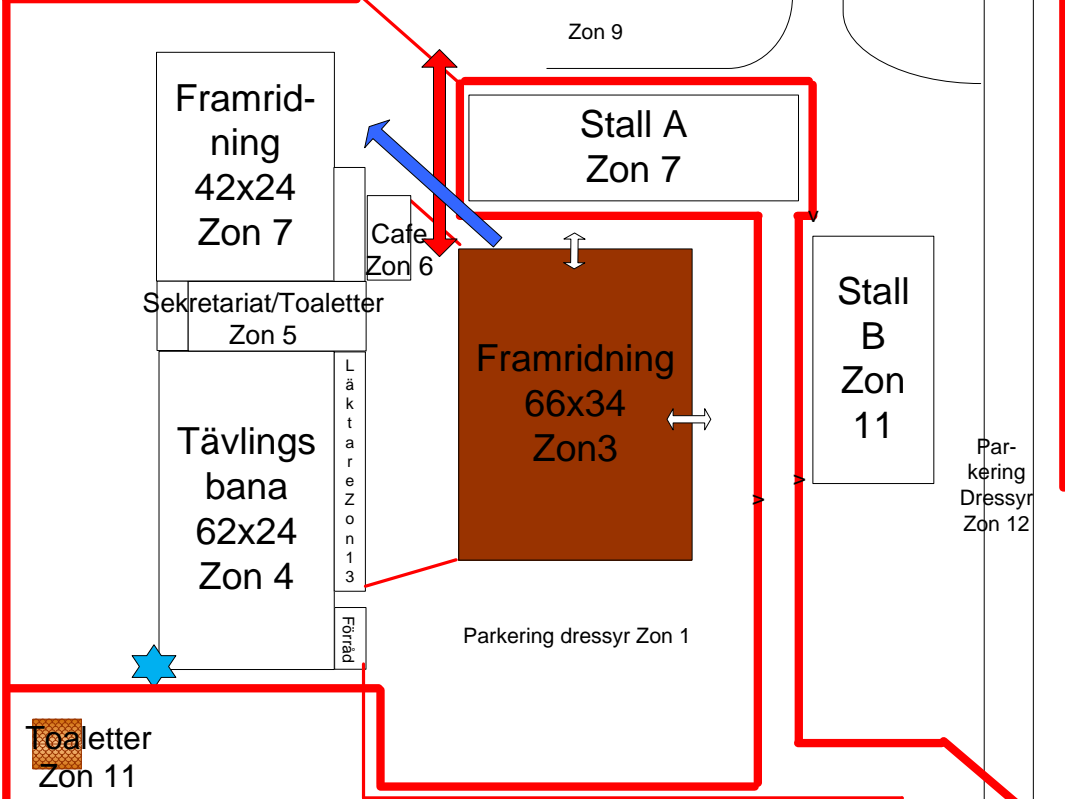 Zon 9
Framrid-
ning
42x24
Zon 7
Stall A
Zon 7
Cafe
Zon 6
Sekretariat/Toaletter
Zon 5
Stall
B
Zon
11
Framridning
66x34
Zon3
LäktareZon13
Tävlings
bana
62x24
Zon 4
Par-
kering
Dressyr
Zon 12
Förråd
Parkering dressyr Zon 1
Toaletter
Zon 11